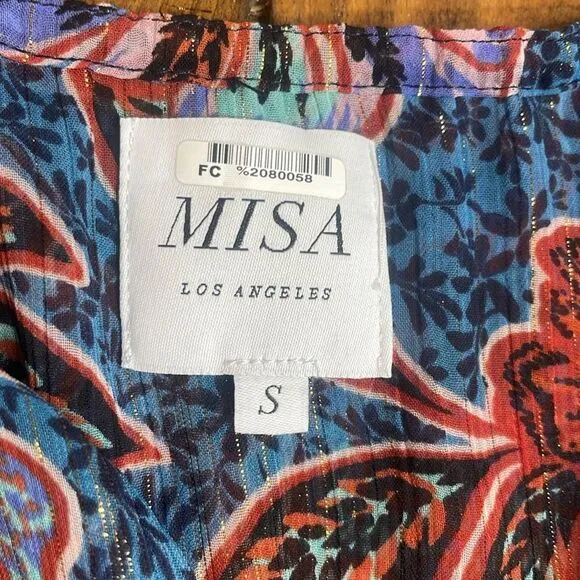 FC %2080058
MISA
LOS ANGELES
S